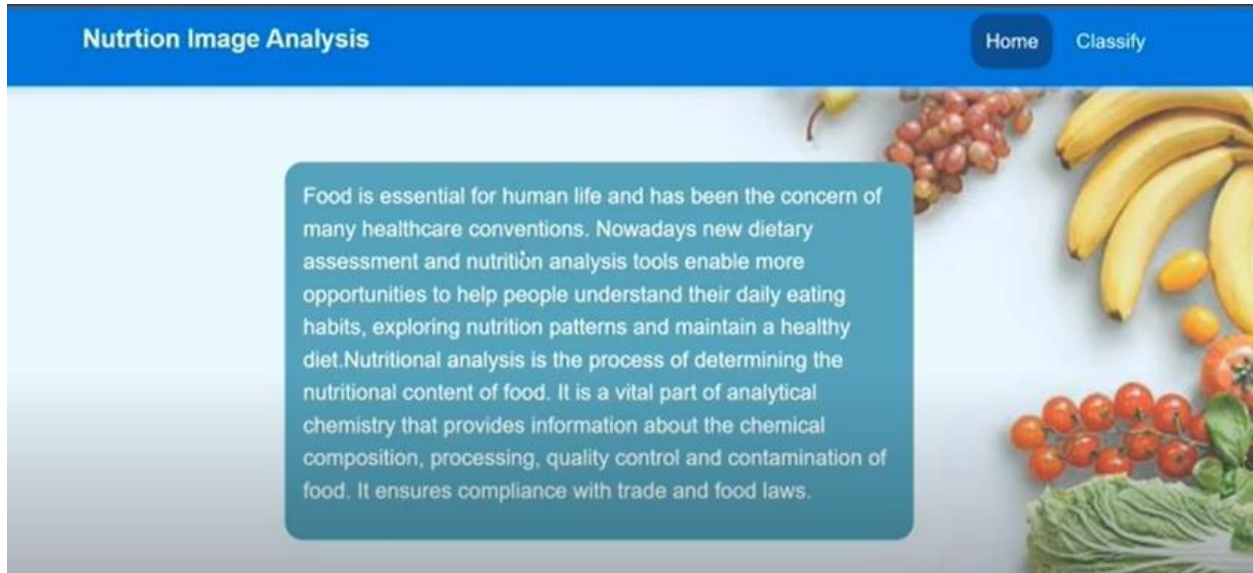 Nutrtion Image Analysis
Home
Classify
Food is essential for human life and has been the concern of
many healthcare conventions. Nowadays new dietary
assessment and nutrition analysis tools enable more
opportunities to help people understand their daily eating
habits, exploring nutrition patterns and maintain a healthy
diet.Nutritional analysis is the process of determining the
nutritional content of food. It is a vital part of analytical
chemistry that provides information about the chemical
composition, processing, quality control and contamination of
food. It ensures compliance with trade and food laws.